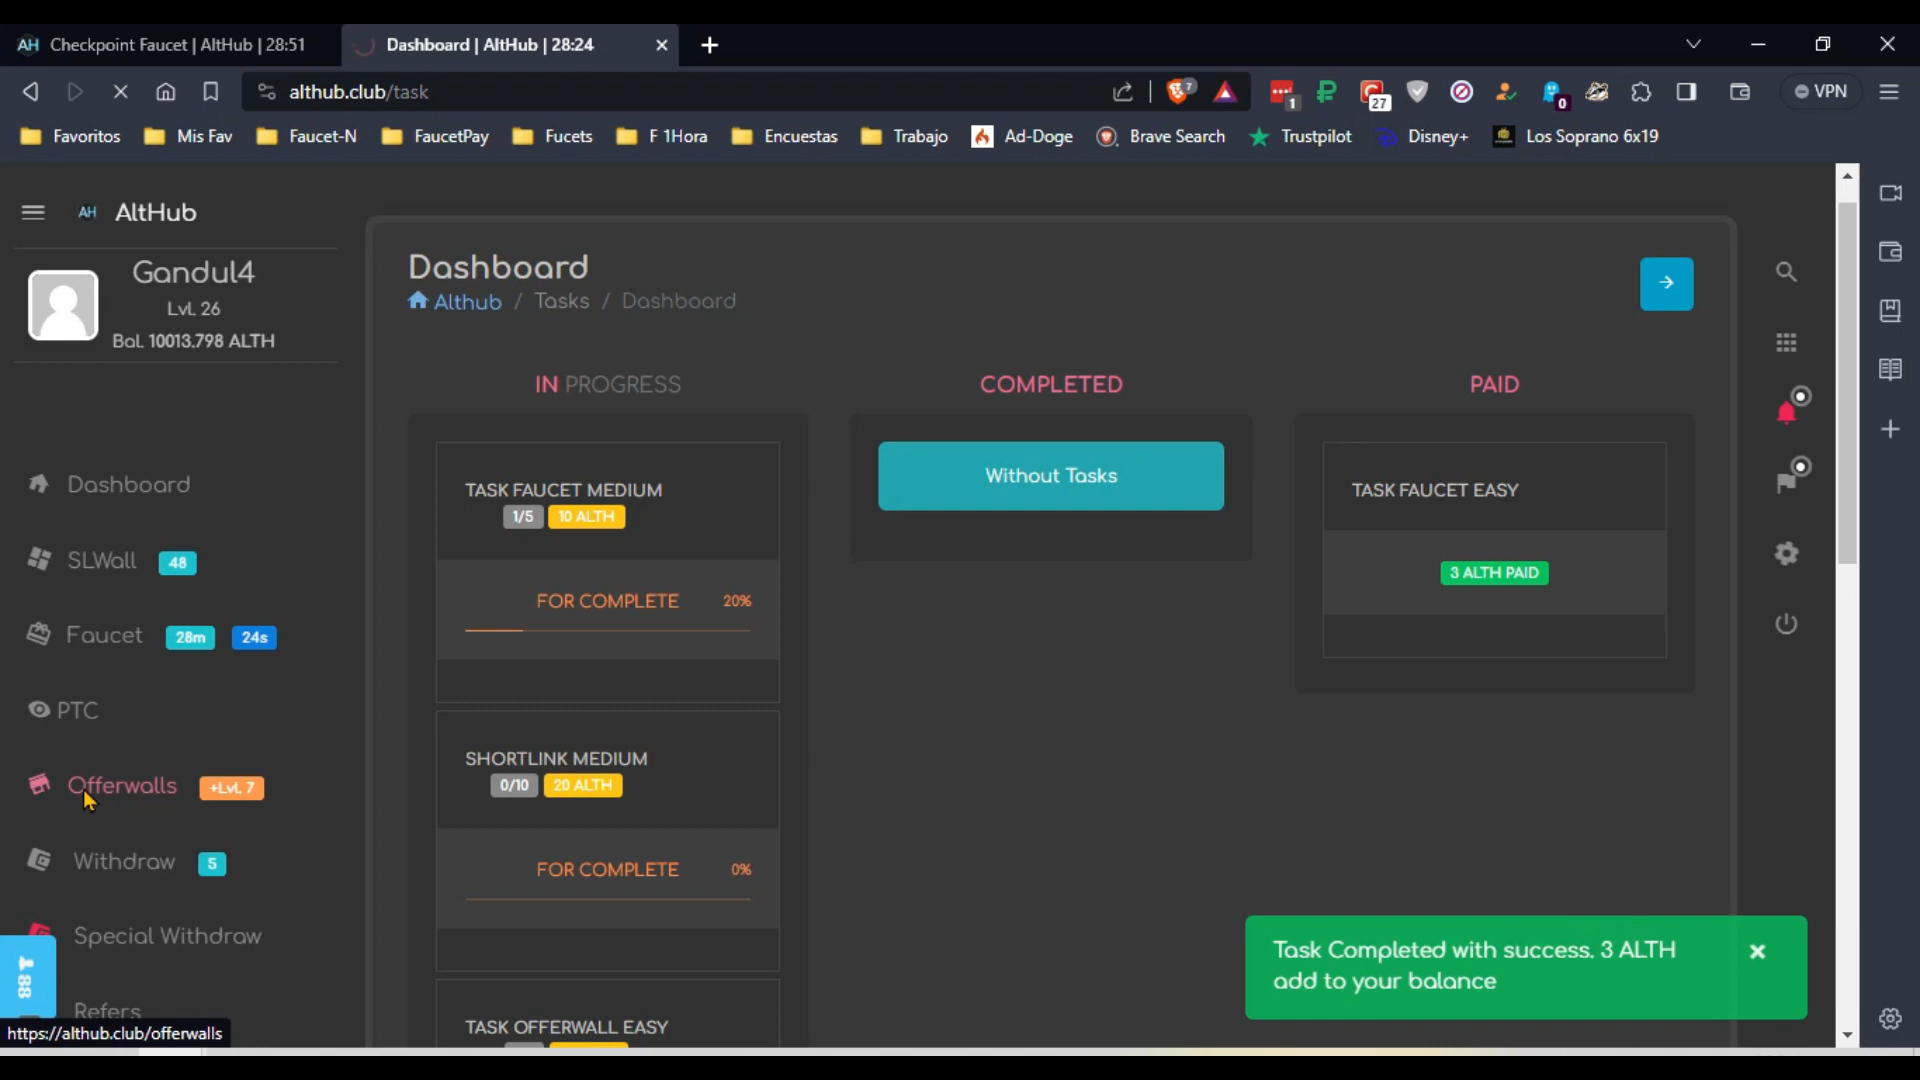 AH Checkpoint Faucet | AltHub | 28:51
Dashboard | AltHub | 28:24
althub.club/task
7
1
27
0
VPN
Favoritos
Mis Fav
Faucet-N
FaucetPay
Fucets
F 1Hora
Encuestas
Trabajo
Ad-Doge
Brave Search
Trustpilot
Disney+
Los Soprano 6x19
AH AltHub
Gandul4
Lvl. 26
Bal. 10013.798 ALTH
Dashboard
SLWall 48
Faucet 28m 24s
PTC
Offerwalls +Lvl. 7
Withdraw 5
Special Withdraw
Refers
88
https://althub.club/offerwalls
Dashboard
Althub / Tasks / Dashboard
IN PROGRESS
TASK FAUCET MEDIUM
1/5 10 ALTH
FOR COMPLETE 20%
SHORTLINK MEDIUM
0/10 20 ALTH
FOR COMPLETE 0%
TASK OFFERWALL EASY
COMPLETED
Without Tasks
PAID
TASK FAUCET EASY
3 ALTH PAID
Task Completed with success. 3 ALTH
add to your balance